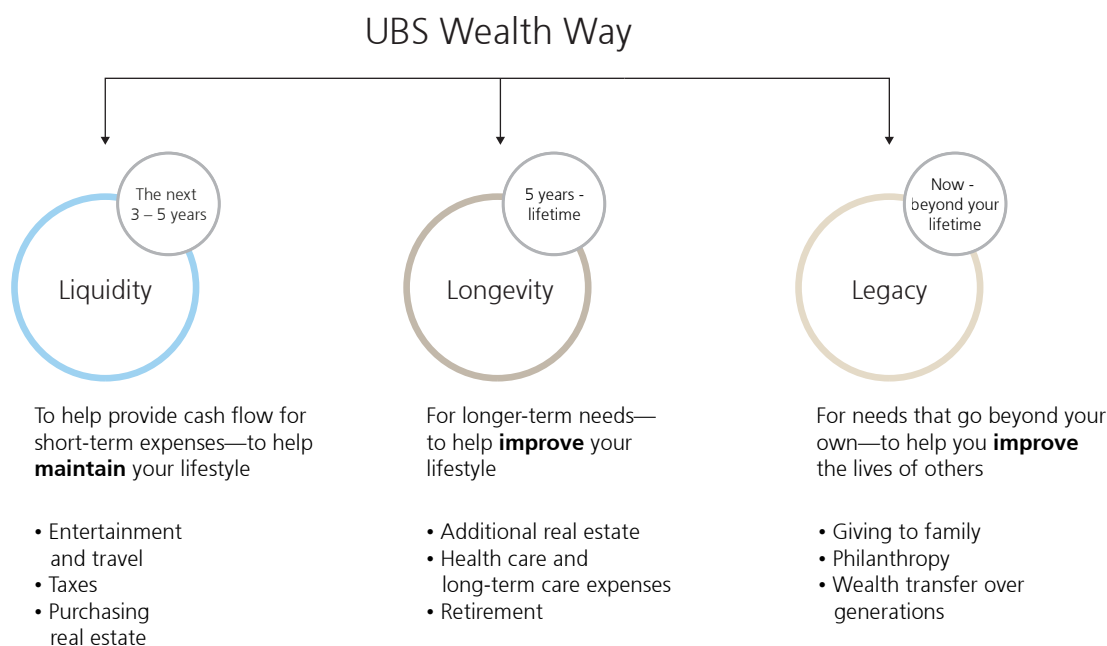 UBS Wealth Way
The next
3 – 5 years
Liquidity
To help provide cash flow for
short-term expenses—to help
maintain your lifestyle
• Entertainment
and travel
• Taxes
• Purchasing
real estate
5 years -
lifetime
Longevity
For longer-term needs—
to help improve your
lifestyle
• Additional real estate
• Health care and
long-term care expenses
• Retirement
Now -
beyond your
lifetime
Legacy
For needs that go beyond your
own—to help you improve
the lives of others
• Giving to family
• Philanthropy
• Wealth transfer over
generations